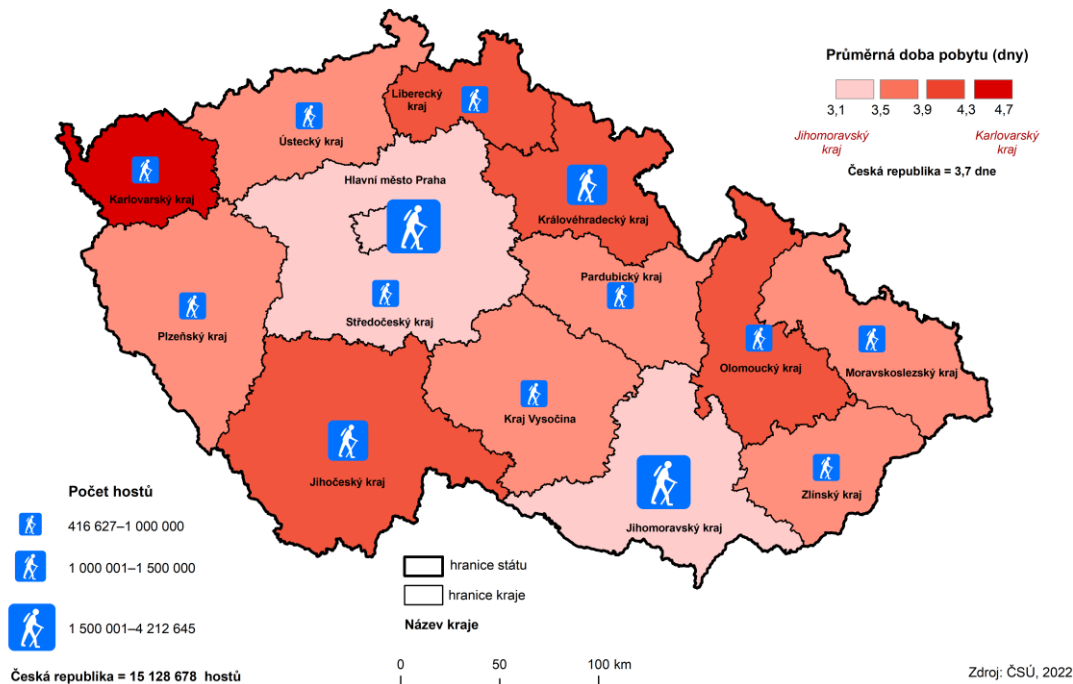 Průměrná doba pobytu (dny)
3,1 3,5 3,9 4,3 4,7
Jihomoravský
kraj
Karlovarský
kraj
Česká republika = 3,7 dne
Liberecký
kraj
Ústecký kraj
Karlovarský kraj
Hlavní město Praha
Královéhradecký kraj
Pardubický kraj
Středočeský kraj
Plzeňský kraj
Olomoucký kraj
Moravskoslezský kraj
Kraj Vysočina
Jihočeský kraj
Zlínský kraj
Jihomoravský kraj
Počet hostů
416 627–1 000 000
1 000 001–1 500 000
1 500 001–4 212 645
Česká republika = 15 128 678 hostů
hranice státu
hranice kraje
Název kraje
0 50 100 km
Zdroj: ČSÚ, 2022